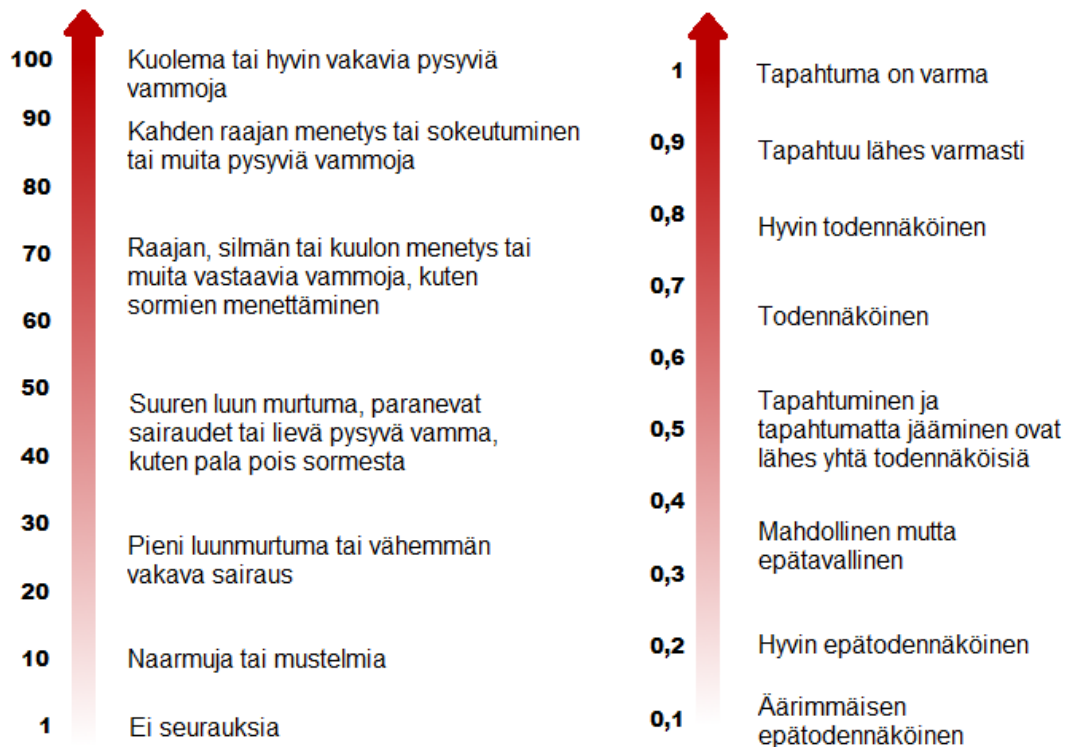 100
Kuolema tai hyvin vakavia pysyviä
vammoja
90
Kahden raajan menetys tai sokeutuminen
tai muita pysyviä vammoja
80
70
Raajan, silmän tai kuulon menetys tai
muita vastaavia vammoja, kuten
sormien menettäminen
60
50
Suuren luun murtuma, paranevat
sairaudet tai lievä pysyvä vamma,
kuten pala pois sormesta
40
30
Pieni luunmurtuma tai vähemmän
vakava sairaus
20
10
Naarmuja tai mustelmia
1
Ei seurauksia
1
Tapahtuma on varma
0,9
Tapahtuu lähes varmasti
0,8
Hyvin todennäköinen
0,7
Todennäköinen
0,6
Tapahtuminen ja
0,5
tapahtumatta jääminen ovat
lähes yhtä todennäköisiä
0,4
Mahdollinen mutta
epätavallinen
0,3
0,2
Hyvin epätodennäköinen
0,1
Äärimmäisen
epätodennäköinen